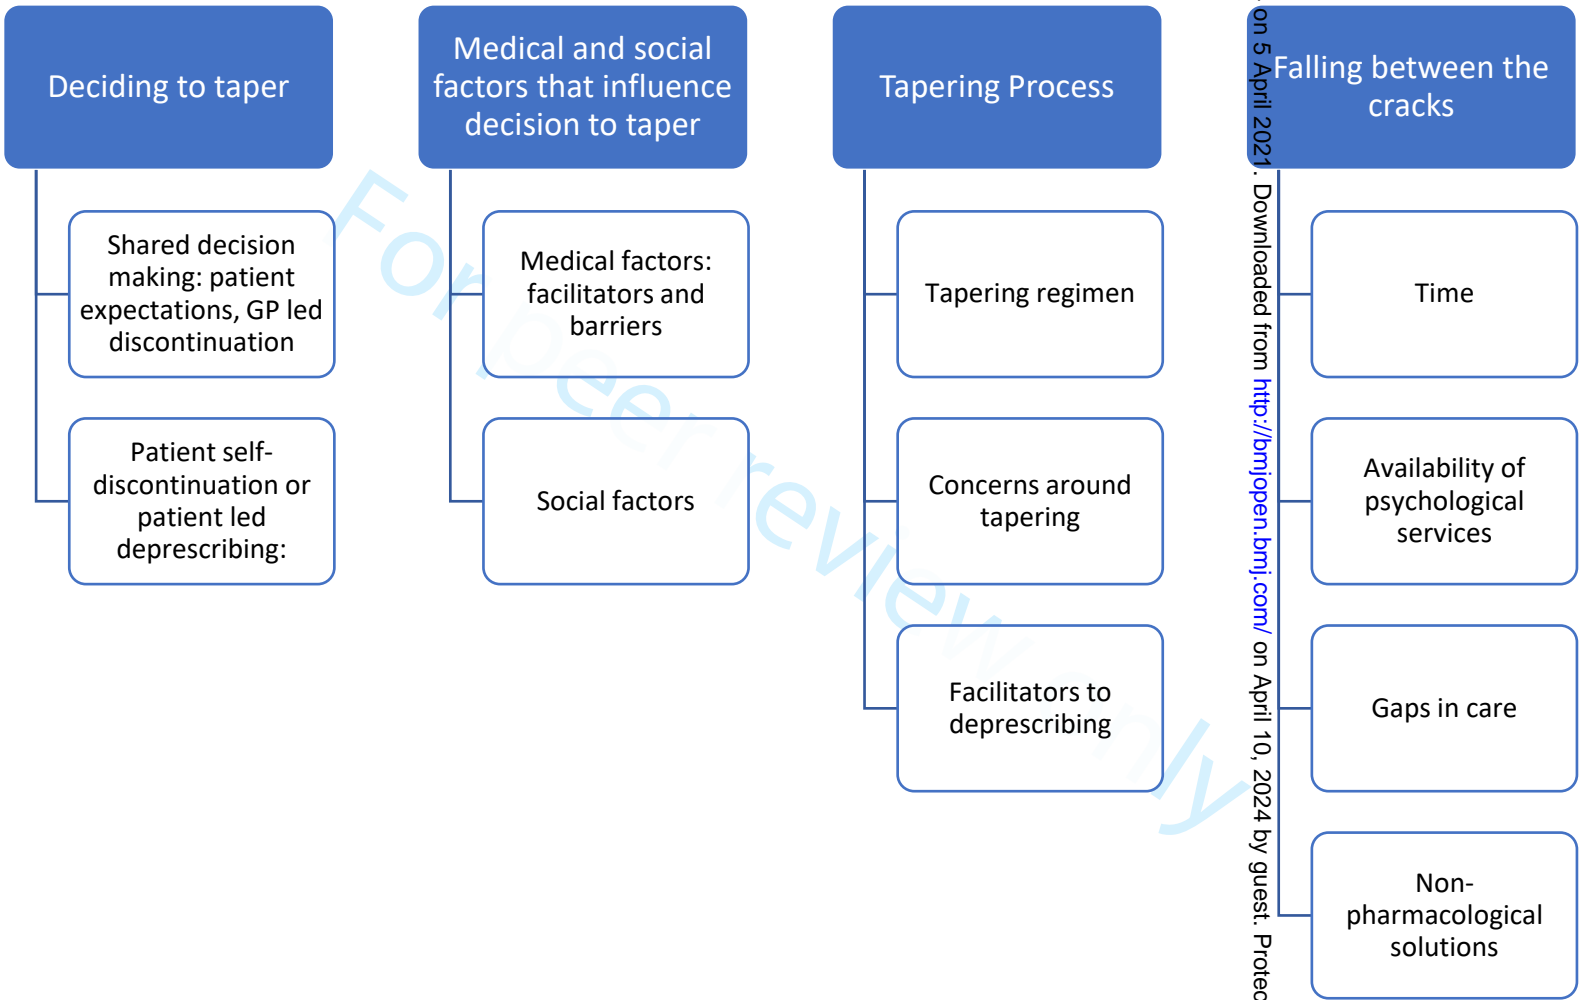 Deciding to taper
Shared decision
making: patient
expectations, GP led
discontinuation
Patient self-
discontinuation or
patient led
deprescribing:
Medical and social
factors that influence
decision to taper
Medical factors:
facilitators and
barriers
Social factors
Tapering Process
Tapering regimen
Concerns around
tapering
Facilitators to
deprescribing
Falling between the
cracks
Time
Availability of
psychological
services
Gaps in care
Non-
pharmacological
solutions
For peer review only
on 5 April 2021. Downloaded from http://bmjopen.bmj.com/ on April 10, 2024 by guest.